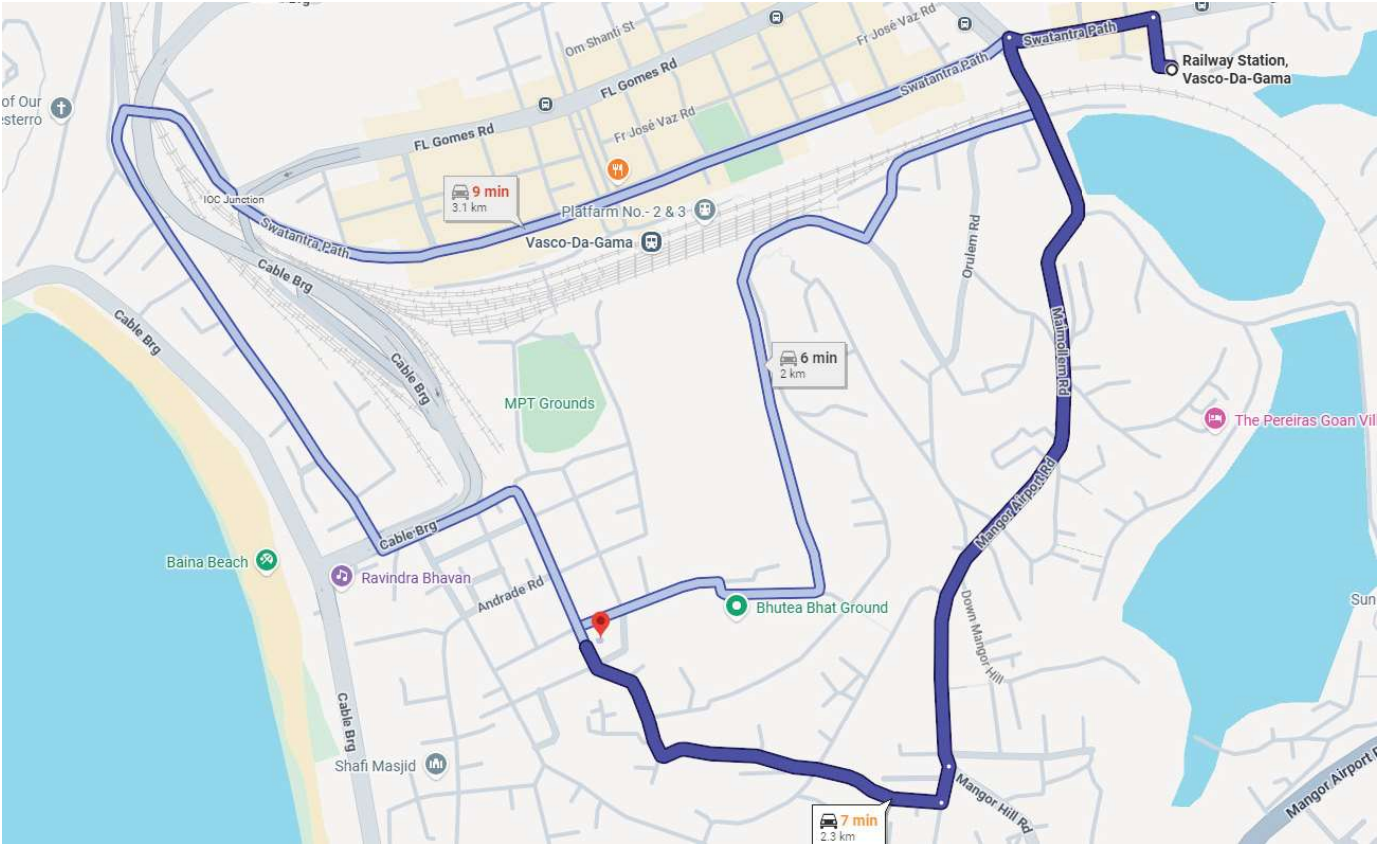 Brg
Om Shanti St
Fr José Vaz Rd
Swatantra Path
Railway Station,
Vasco-Da-Gama
FL Gomes Rd
Swatantra Path
of Our
esterro
Fr José Vaz Rd
FL Gomes Rd
9 min
3.1 km
IOC Junction
Platfarm No.- 2 & 3
Swatantra Path
Vasco-Da-Gama
Orulem Rd
Cable Brg
Cable Brg
Maimollem Rd
Cable Brg
6 min
2 km
MPT Grounds
The Pereiras Goan Vill
Mangor Airport Rd
Cable Brg
Baina Beach
Ravindra Bhavan
Andrade Rd
Bhutea Bhat Ground
Down Mangor Hill
Sun
Cable Brg
Shafi Masjid
Mangor Hill Rd
Mangor Airport R
7 min
2.3 km